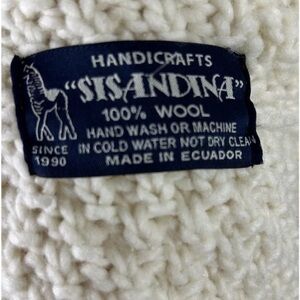 HANDICRAFTS
"SISANDINA"
100% WOOL
HAND WASH OR MACHINE
SINCE 1990
IN COLD WATER NOT DRY CLEAN
MADE IN ECUADOR